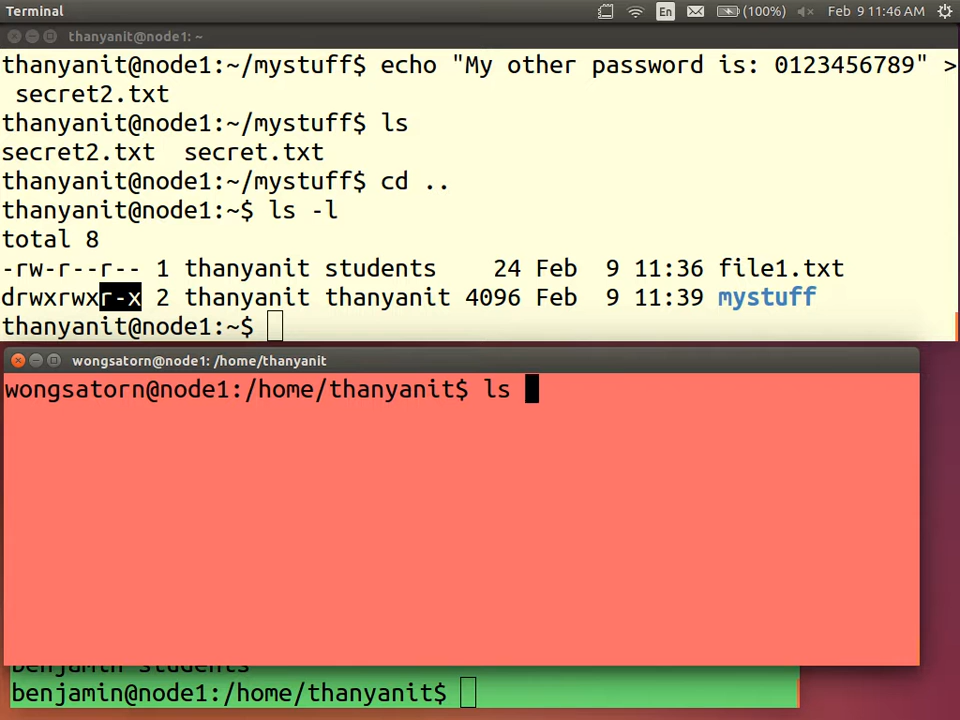 Terminal
En
(100%)
Feb 9 11:46 AM
thanyanit@node1: ~
thanyanit@node1:~/mystuff$ echo "My other password is: 0123456789" >
secret2.txt
thanyanit@node1:~/mystuff$ ls
secret2.txt  secret.txt
thanyanit@node1:~/mystuff$ cd ..
thanyanit@node1:~$ ls -l
total 8
-rw-r--r-- 1 thanyanit students    24 Feb  9 11:36 file1.txt
drwxrwxr-x 2 thanyanit thanyanit 4096 Feb  9 11:39 mystuff
thanyanit@node1:~$
wongsatorn@node1: /home/thanyanit
wongsatorn@node1:/home/thanyanit$ ls
benjamin students
benjamin@node1:/home/thanyanit$